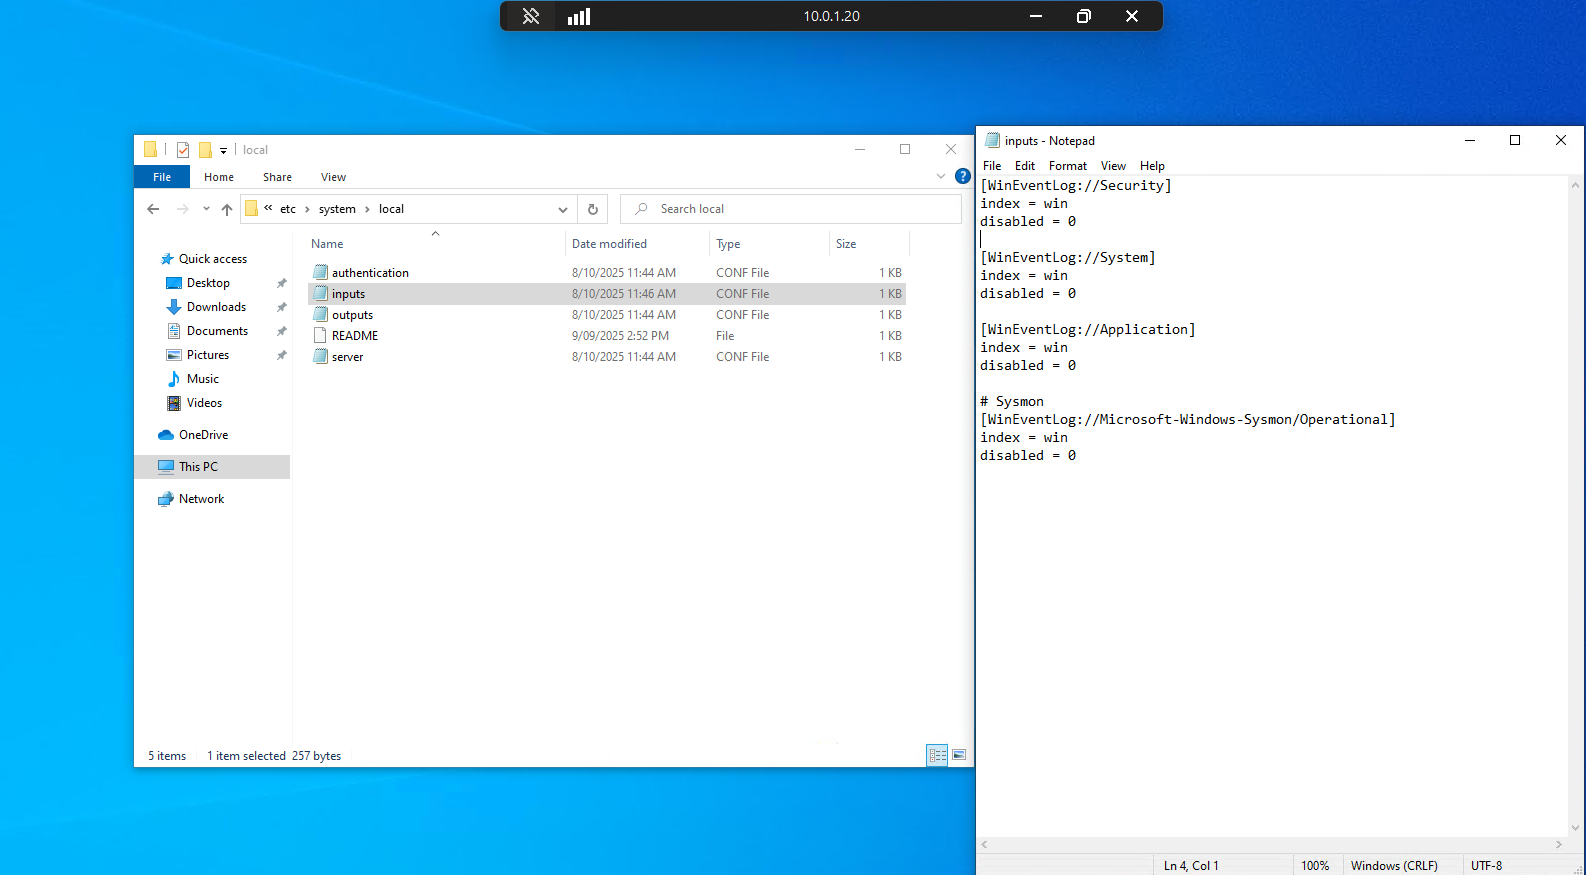 10.0.1.20
local
File
Home
Share
View
etc
system
local
Search local
Name
Date modified
Type
Size
Quick access
Desktop
Downloads
Documents
Pictures
Music
Videos
OneDrive
This PC
Network
authentication 8/10/2025 11:44 AM CONF File 1 KB
inputs 8/10/2025 11:46 AM CONF File 1 KB
outputs 8/10/2025 11:44 AM CONF File 1 KB
README 9/09/2025 2:52 PM File 1 KB
server 8/10/2025 11:44 AM CONF File 1 KB
5 items 1 item selected 257 bytes
inputs - Notepad
File Edit Format View Help
[WinEventLog://Security]
index = win
disabled = 0
[WinEventLog://System]
index = win
disabled = 0
[WinEventLog://Application]
index = win
disabled = 0
# Sysmon
[WinEventLog://Microsoft-Windows-Sysmon/Operational]
index = win
disabled = 0
Ln 4, Col 1 100% Windows (CRLF) UTF-8